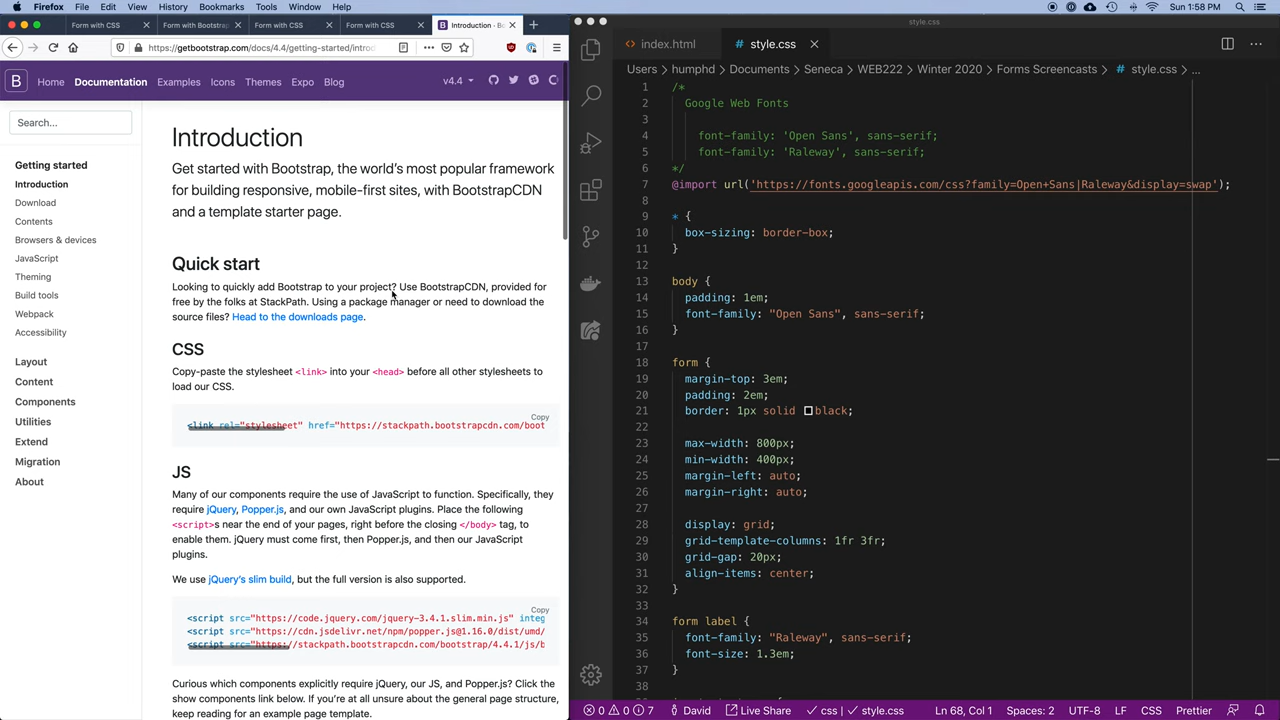 Firefox File Edit View History Bookmarks Tools Window Help
Sun 1:58 PM
Form with CSS
Form with Bootstrap
Form with CSS
Form with CSS
Introduction · Bo
https://getbootstrap.com/docs/4.4/getting-started/introd
B Home Documentation Examples Icons Themes Expo Blog v4.4
Search...
Getting started
Introduction
Download
Contents
Browsers & devices
JavaScript
Theming
Build tools
Webpack
Accessibility
Layout
Content
Components
Utilities
Extend
Migration
About
Introduction
Get started with Bootstrap, the world's most popular framework
for building responsive, mobile-first sites, with BootstrapCDN
and a template starter page.
Quick start
Looking to quickly add Bootstrap to your project? Use BootstrapCDN, provided for
free by the folks at StackPath. Using a package manager or need to download the
source files? Head to the downloads page.
CSS
Copy-paste the stylesheet <link> into your <head> before all other stylesheets to
load our CSS.
Copy
<link rel="stylesheet" href="https://stackpath.bootstrapcdn.com/boot
JS
Many of our components require the use of JavaScript to function. Specifically, they
require jQuery, Popper.js, and our own JavaScript plugins. Place the following
<script>s near the end of your pages, right before the closing </body> tag, to
enable them. jQuery must come first, then Popper.js, and then our JavaScript
plugins.
We use jQuery's slim build, but the full version is also supported.
Copy
<script src="https://code.jquery.com/jquery-3.4.1.slim.min.js" integ
<script src="https://cdn.jsdelivr.net/npm/popper.js@1.16.0/dist/umd/
<script src="https://stackpath.bootstrapcdn.com/bootstrap/4.4.1/js/b
Curious which components explicitly require jQuery, our JS, and Popper.js? Click the
show components link below. If you're at all unsure about the general page structure,
keep reading for an example page template.
style.css
index.html
style.css
Users > humphd > Documents > Seneca > WEB222 > Winter 2020 > Forms Screencasts > # style.css > ...
1 /*
2 Google Web Fonts
3
4 font-family: 'Open Sans', sans-serif;
5 font-family: 'Raleway', sans-serif;
6 */
7 @import url('https://fonts.googleapis.com/css?family=Open+Sans|Raleway&display=swap');
8
9 * {
10 box-sizing: border-box;
11 }
12
13 body {
14 padding: 1em;
15 font-family: "Open Sans", sans-serif;
16 }
17
18 form {
19 margin-top: 3em;
20 padding: 2em;
21 border: 1px solid black;
22
23 max-width: 800px;
24 min-width: 400px;
25 margin-left: auto;
26 margin-right: auto;
27
28 display: grid;
29 grid-template-columns: 1fr 3fr;
30 grid-gap: 20px;
31 align-items: center;
32 }
33
34 form label {
35 font-family: "Raleway", sans-serif;
36 font-size: 1.3em;
37 }
38
0 0 7 David Live Share css | style.css Ln 68, Col 1 Spaces: 2 UTF-8 LF CSS Prettier